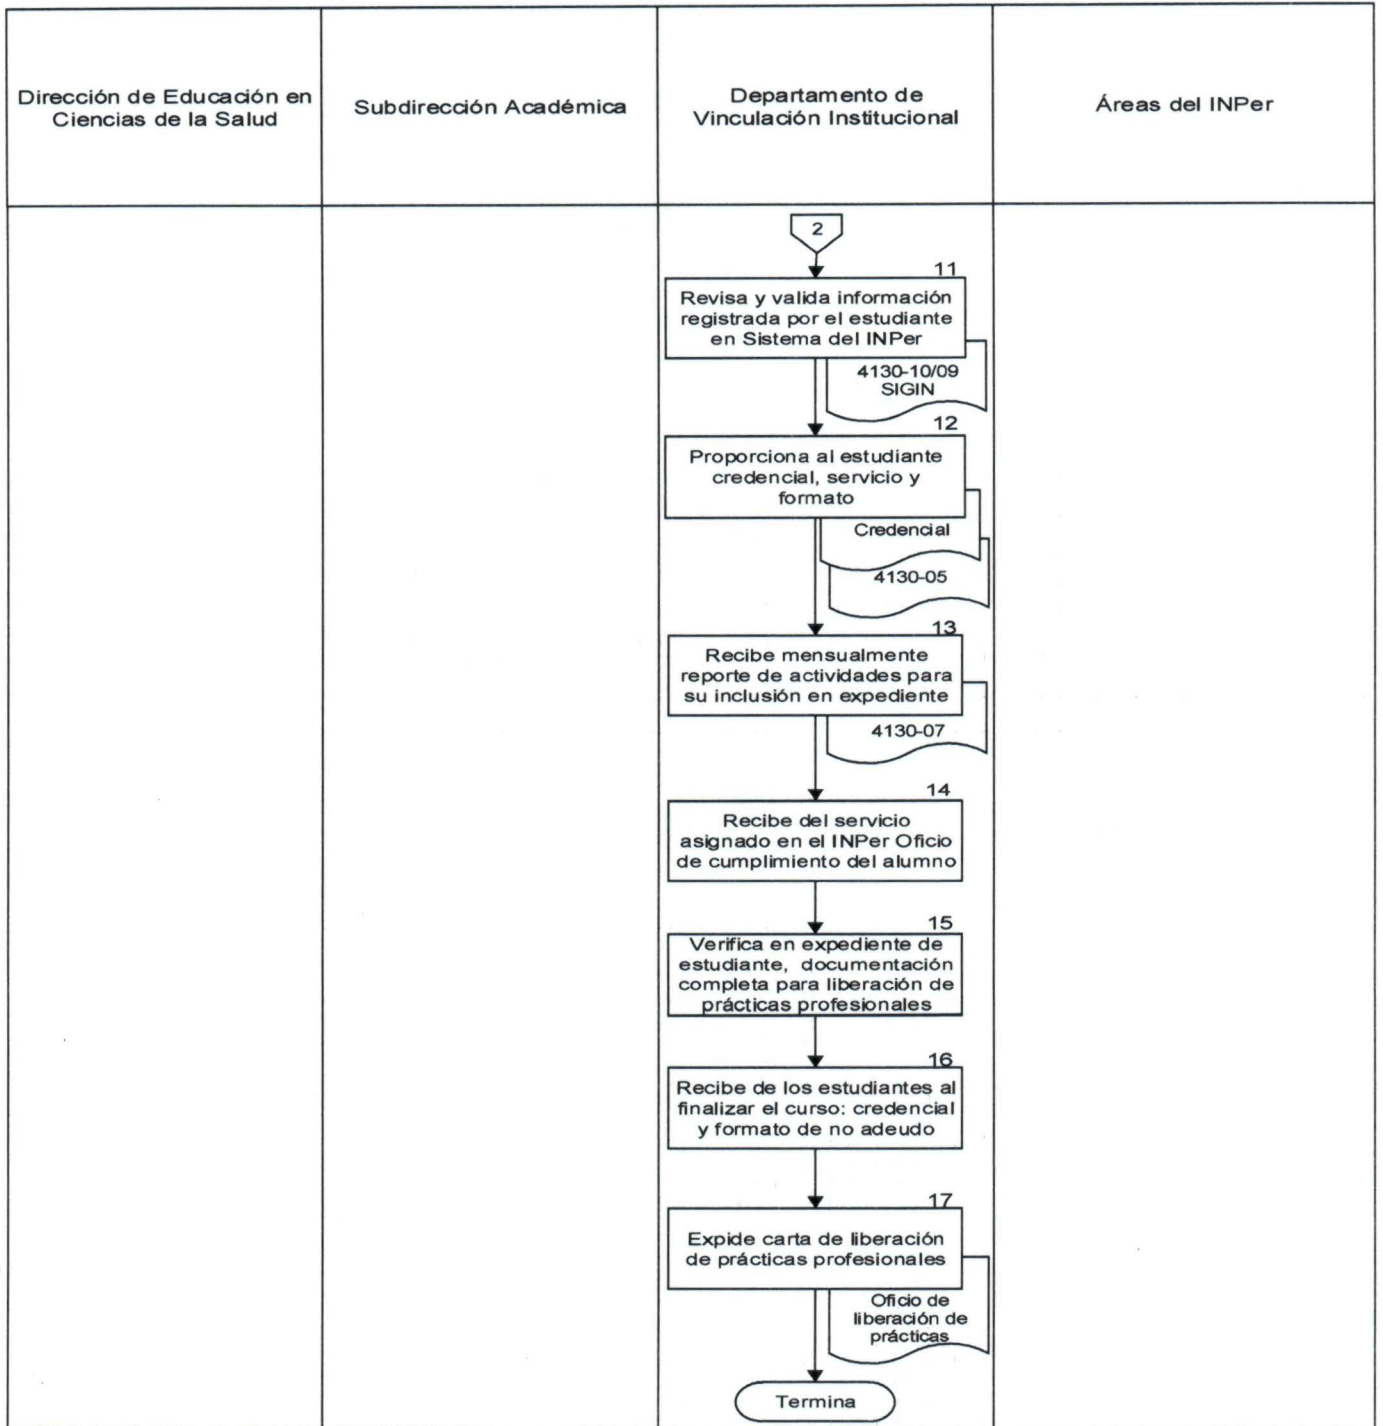 Dirección de Educación en
Ciencias de la Salud
Subdirección Académica
Departamento de
Vinculación Institucional
Áreas del INPer
2
11
Revisa y valida información
registrada por el estudiante
en Sistema del INPer
4130-10/09
SIGIN
12
Proporciona al estudiante
credencial, servicio y
formato
Credencial
4130-05
13
Recibe mensualmente
reporte de actividades para
su inclusión en expediente
4130-07
14
Recibe del servicio
asignado en el INPer Oficio
de cumplimiento del alumno
15
Verifica en expediente de
estudiante, documentación
completa para liberación de
prácticas profesionales
16
Recibe de los estudiantes al
finalizar el curso: credencial
y formato de no adeudo
17
Expide carta de liberación
de prácticas profesionales
Oficio de
liberación de
prácticas
Termina